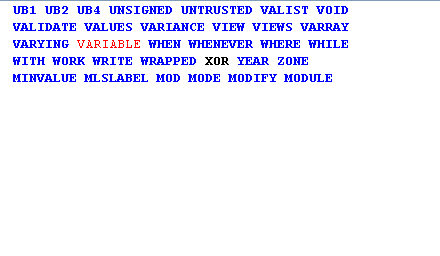 UB1 UB2 UB4 UNSIGNED UNTRUSTED VALIST VOID
VALIDATE VALUES VARIANCE VIEW VIEWS VARRAY
VARYING VARIABLE WHEN WHENEVER WHERE WHILE
WITH WORK WRITE WRAPPED XOR YEAR ZONE
MINVALUE MLSLABEL MOD MODE MODIFY MODULE